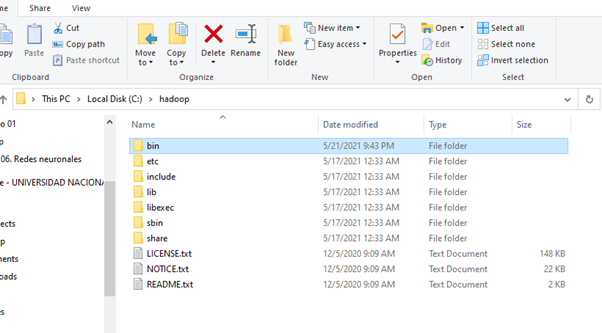 me Share View
Cut
Copy path
Paste shortcut
opy Paste
Clipboard
Move to
Copy to
Delete Rename
Organize
New folder
New item
Easy access
New
Properties
Open
Edit
History
Open
Select all
Select none
Invert selection
Select
This PC > Local Disk (C:) > hadoop
o 01
p
06. Redes neuronales
e - UNIVERSIDAD NACIONA
ects
p
ments
oads
es
Name Date modified Type Size
bin 5/21/2021 9:43 PM File folder
etc 5/17/2021 12:33 AM File folder
include 5/17/2021 12:33 AM File folder
lib 5/17/2021 12:33 AM File folder
libexec 5/17/2021 12:33 AM File folder
sbin 5/17/2021 12:33 AM File folder
share 5/17/2021 12:33 AM File folder
LICENSE.txt 12/5/2020 9:09 AM Text Document 148 KB
NOTICE.txt 12/5/2020 9:09 AM Text Document 22 KB
README.txt 12/5/2020 9:09 AM Text Document 2 KB